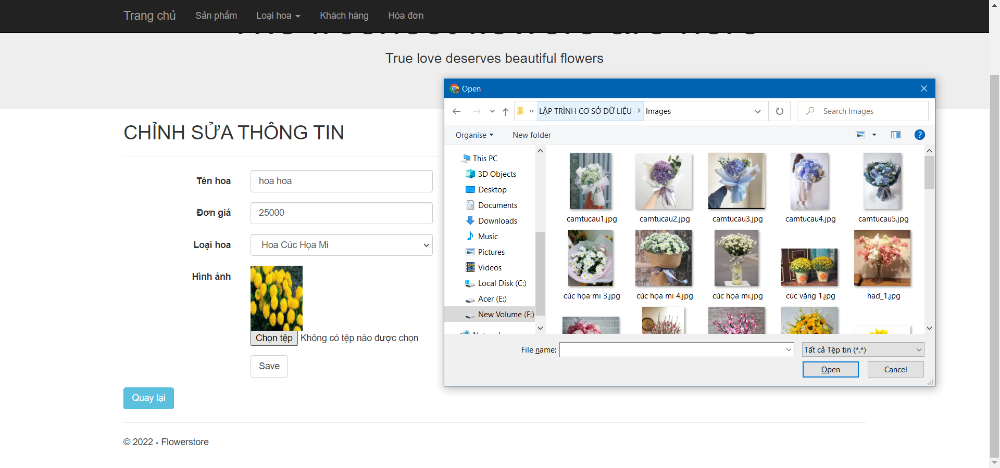 Trang chủ Sản phẩm Loại hoa Khách hàng Hóa đơn
True love deserves beautiful flowers
CHỈNH SỬA THÔNG TIN
Tên hoa hoa hoa
Đơn giá 25000
Loại hoa Hoa Cúc Họa Mi
Hình ảnh
Chọn tệp Không có tệp nào được chọn
Save
Quay lại
© 2022 - Flowerstore
Open
« LẬP TRÌNH CƠ SỞ DỮ LIỆU > Images Search Images
Organise New folder ?
This PC
3D Objects
Desktop
Documents
Downloads
Music
Pictures
Videos
Local Disk (C:)
Acer (E:)
New Volume (F:)
camtucau1.jpg camtucau2.jpg camtucau3.jpg camtucau4.jpg camtucau5.jpg
cúc họa mi 3.jpg cúc họa mi 4.jpg cúc họa mi.jpg cúc vàng 1.jpg had_1.jpg
File name: Tất cả Tệp tin (*.*)
Open Cancel